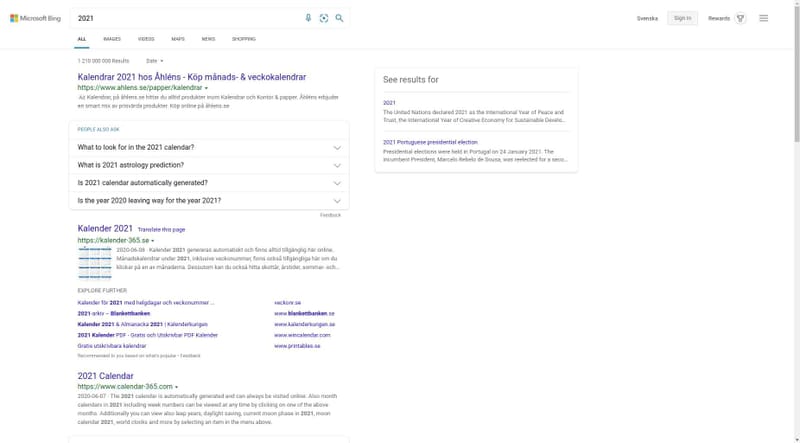 Microsoft Bing
2021
Svenska
Sign in
Rewards
ALL
IMAGES
VIDEOS
MAPS
NEWS
SHOPPING
1 210 000 000 Results
Date
Kalendrar 2021 hos Åhléns - Köp månads- & veckokalendrar
https://www.ahlens.se/papper/kalendrar
Ad Kalendrar, på åhlens.se hittar du alltid produkter inom Kalendrar och Kontor & papper. Åhléns erbjuder
en smart mix av prisvärda produkter. Köp online på åhlens.se
PEOPLE ALSO ASK
What to look for in the 2021 calendar?
What is 2021 astrology prediction?
Is 2021 calendar automatically generated?
Is the year 2020 leaving way for the year 2021?
Feedback
Kalender 2021 Translate this page
https://kalender-365.se
2020-06-08 · Kalender 2021 genereras automatiskt och finns alltid tillgänglig här online.
Månadskalendrar under 2021, inklusive veckonummer, finns också tillgängliga här om du
klickar på en av månaderna. Dessutom kan du också hitta skottår, årstider, sommar- och...
EXPLORE FURTHER
Kalender för 2021 med helgdagar och veckonummer ... veckonr.se
2021-arkiv – Blankettbanken www.blankettbanken.se
Kalender 2021 & Almanacka 2021 | Kalenderkungen www.kalenderkungen.se
2021 Kalender PDF - Gratis och Utskrivbar PDF Kalender www.wincalendar.com
Gratis utskrivbara kalendrar www.printables.se
Recommended to you based on what's popular • Feedback
2021 Calendar
https://www.calendar-365.com
2020-06-07 · The 2021 calendar is automatically generated and can always be visited online. Also month
calendars in 2021 including week numbers can be viewed at any time by clicking on one of the above
months. Additionally you can view also leap years, daylight saving, current moon phase in 2021, moon
calendar 2021, world clocks and more by selecting an item in the menu above.
See results for
2021
The United Nations declared 2021 as the International Year of Peace and
Trust, the International Year of Creative Economy for Sustainable Develo...
2021 Portuguese presidential election
Presidential elections were held in Portugal on 24 January 2021. The
incumbent President, Marcelo Rebelo de Sousa, was reelected for a seco...